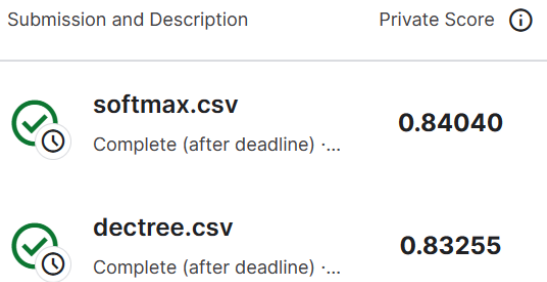 Submission and Description Private Score
softmax.csv
0.84040
Complete (after deadline) ·...
dectree.csv
0.83255
Complete (after deadline) ·...